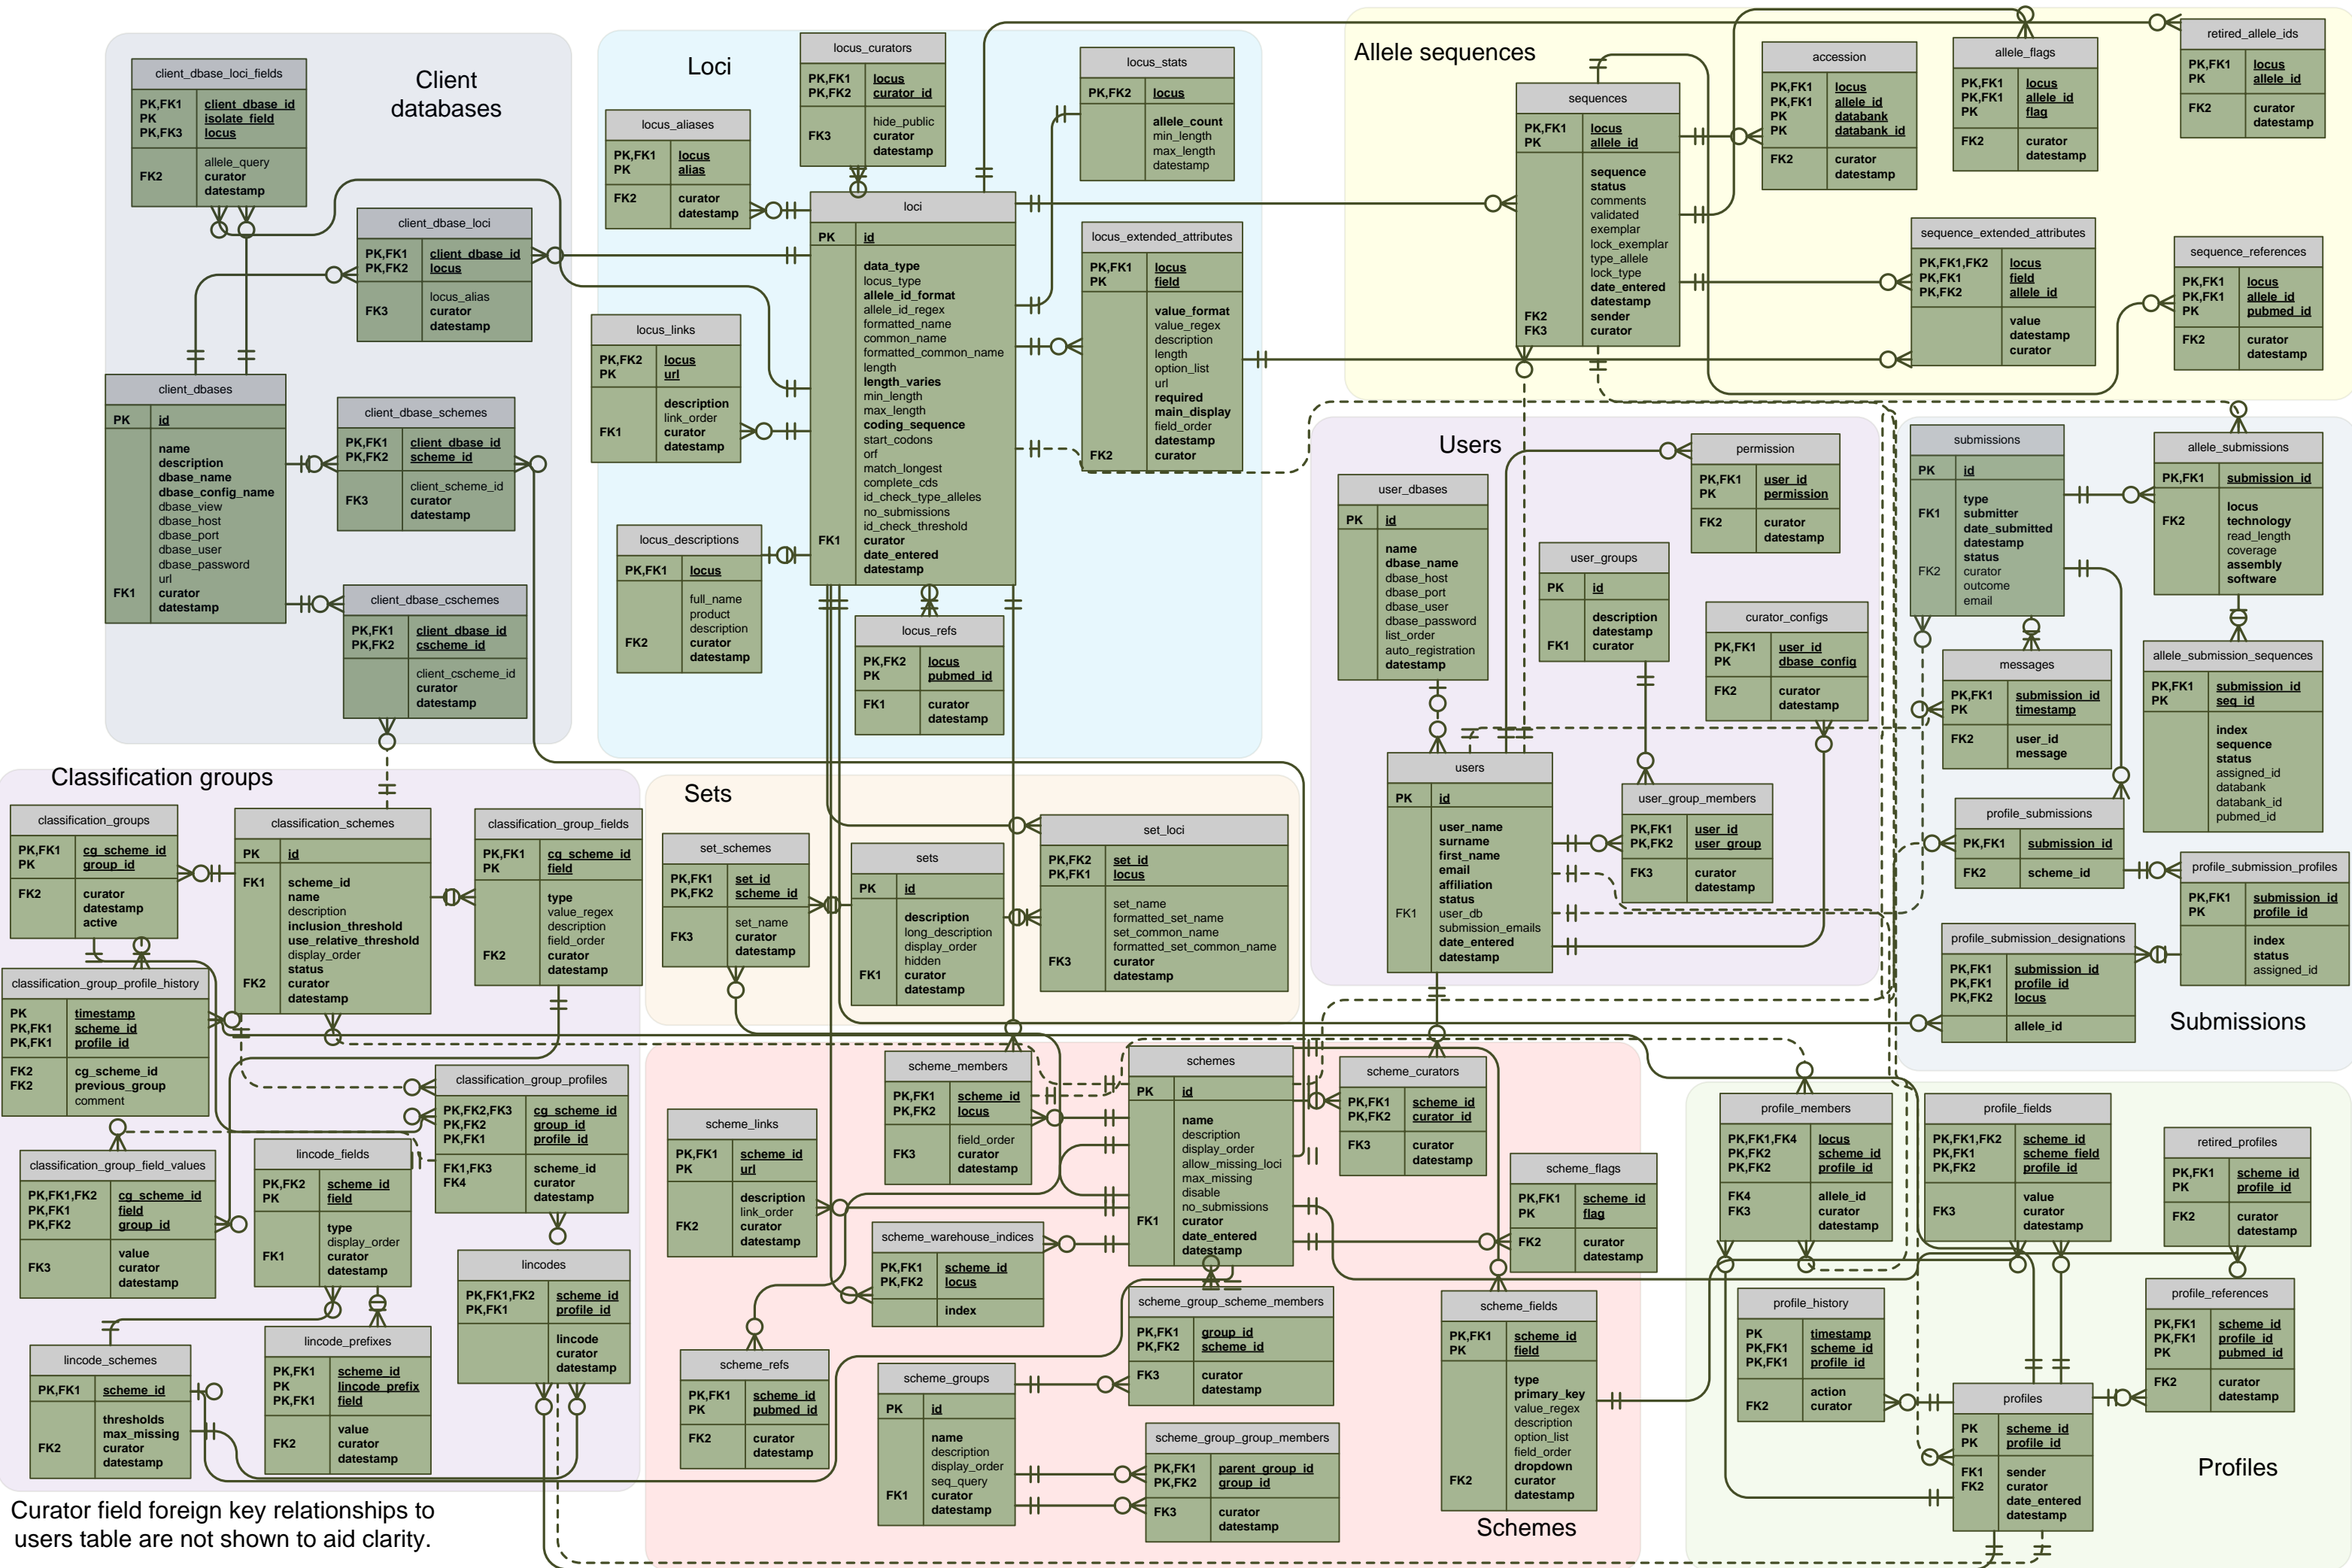 Client
databases
client_dbase_loci_fields
PK,FK1 client_dbase_id
PK isolate_field
PK,FK3 locus
allele_query
FK2 curator
datestamp
client_dbase_loci
PK,FK1 client_dbase_id
PK,FK2 locus
locus_alias
FK3 curator
datestamp
client_dbases
PK id
name
description
dbase_name
dbase_config_name
dbase_view
dbase_host
dbase_port
dbase_user
dbase_password
url
FK1 curator
datestamp
client_dbase_schemes
PK,FK1 client_dbase_id
PK,FK2 scheme_id
client_scheme_id
FK3 curator
datestamp
client_dbase_cschemes
PK,FK1 client_dbase_id
PK,FK2 cscheme_id
client_cscheme_id
curator
datestamp
Loci
locus_curators
PK,FK1 locus
PK,FK2 curator_id
hide_public
FK3 curator
datestamp
locus_stats
PK,FK2 locus
allele_count
min_length
max_length
datestamp
locus_aliases
PK,FK1 locus
PK alias
FK2 curator
datestamp
loci
PK id
data_type
locus_type
allele_id_format
allele_id_regex
formatted_name
common_name
formatted_common_name
length
length_varies
min_length
max_length
coding_sequence
start_codons
orf
match_longest
complete_cds
id_check_type_alleles
no_submissions
id_check_threshold
FK1 curator
date_entered
datestamp
locus_extended_attributes
PK,FK1 locus
PK field
value_format
value_regex
description
length
option_list
url
required
main_display
field_order
datestamp
FK2 curator
locus_links
PK,FK2 locus
PK url
description
link_order
FK1 curator
datestamp
locus_descriptions
PK,FK1 locus
full_name
product
description
FK2 curator
datestamp
locus_refs
PK,FK2 locus
PK pubmed_id
FK1 curator
datestamp
Allele sequences
sequences
PK,FK1 locus
PK allele_id
sequence
status
comments
validated
exemplar
lock_exemplar
type_allele
lock_type
date_entered
datestamp
FK2 sender
FK3 curator
accession
PK,FK1 locus
PK,FK1 allele_id
PK databank
PK databank_id
FK2 curator
datestamp
allele_flags
PK,FK1 locus
PK,FK1 allele_id
PK flag
FK2 curator
datestamp
retired_allele_ids
PK,FK1 locus
PK allele_id
FK2 curator
datestamp
sequence_extended_attributes
PK,FK1,FK2 locus
PK,FK1 field
PK,FK2 allele_id
value
datestamp
curator
sequence_references
PK,FK1 locus
PK,FK1 allele_id
PK pubmed_id
FK2 curator
datestamp
Users
permission
PK,FK1 user_id
PK permission
FK2 curator
datestamp
user_dbases
PK id
name
dbase_name
dbase_host
dbase_port
dbase_user
dbase_password
list_order
auto_registration
datestamp
user_groups
PK id
description
datestamp
FK1 curator
curator_configs
PK,FK1 user_id
PK dbase_config
FK2 curator
datestamp
users
PK id
user_name
surname
first_name
email
affiliation
status
FK1 user_db
submission_emails
date_entered
datestamp
user_group_members
PK,FK1 user_id
PK,FK2 user_group
FK3 curator
datestamp
submissions
PK id
type
FK1 submitter
date_submitted
datestamp
status
FK2 curator
outcome
email
allele_submissions
PK,FK1 submission_id
locus
FK2 technology
read_length
coverage
assembly
software
messages
PK,FK1 submission_id
PK timestamp
FK2 user_id
message
allele_submission_sequences
PK,FK1 submission_id
PK seq_id
index
sequence
status
assigned_id
databank
databank_id
pubmed_id
profile_submissions
PK,FK1 submission_id
FK2 scheme_id
profile_submission_profiles
PK,FK1 submission_id
PK profile_id
index
status
assigned_id
profile_submission_designations
PK,FK1 submission_id
PK,FK1 profile_id
PK,FK2 locus
allele_id
Submissions
Classification groups
classification_groups
PK,FK1 cg_scheme_id
PK group_id
FK2 curator
datestamp
active
classification_schemes
PK id
FK1 scheme_id
name
description
inclusion_threshold
use_relative_threshold
display_order
status
FK2 curator
datestamp
classification_group_fields
PK,FK1 cg_scheme_id
PK field
type
value_regex
description
field_order
FK2 curator
datestamp
classification_group_profile_history
PK timestamp
PK,FK1 scheme_id
PK,FK1 profile_id
FK2 cg_scheme_id
FK2 previous_group
comment
classification_group_profiles
PK,FK2,FK3 cg_scheme_id
PK,FK2 group_id
PK,FK1 profile_id
FK1,FK3 scheme_id
FK4 curator
datestamp
classification_group_field_values
PK,FK1,FK2 cg_scheme_id
PK,FK1 field
PK,FK2 group_id
value
FK3 curator
datestamp
lincode_fields
PK,FK2 scheme_id
PK field
type
display_order
FK1 curator
datestamp
lincodes
PK,FK1,FK2 scheme_id
PK,FK1 profile_id
lincode
curator
datestamp
lincode_schemes
PK,FK1 scheme_id
thresholds
max_missing
FK2 curator
datestamp
lincode_prefixes
PK,FK1 scheme_id
PK lincode_prefix
PK,FK1 field
value
FK2 curator
datestamp
Curator field foreign key relationships to
users table are not shown to aid clarity.
Sets
set_schemes
PK,FK1 set_id
PK,FK2 scheme_id
set_name
FK3 curator
datestamp
sets
PK id
description
long_description
display_order
hidden
FK1 curator
datestamp
set_loci
PK,FK2 set_id
PK,FK1 locus
set_name
formatted_set_name
set_common_name
formatted_set_common_name
FK3 curator
datestamp
scheme_members
PK,FK1 scheme_id
PK,FK2 locus
field_order
FK3 curator
datestamp
schemes
PK id
name
description
display_order
allow_missing_loci
max_missing
disable
no_submissions
FK1 curator
date_entered
datestamp
scheme_curators
PK,FK1 scheme_id
PK,FK2 curator_id
FK3 curator
datestamp
scheme_links
PK,FK1 scheme_id
PK url
description
link_order
FK2 curator
datestamp
scheme_flags
PK,FK1 scheme_id
PK flag
FK2 curator
datestamp
scheme_warehouse_indices
PK,FK1 scheme_id
PK,FK2 locus
index
scheme_group_scheme_members
PK,FK1 group_id
PK,FK2 scheme_id
FK3 curator
datestamp
scheme_fields
PK,FK1 scheme_id
PK field
type
primary_key
value_regex
description
option_list
field_order
dropdown
FK2 curator
datestamp
scheme_refs
PK,FK1 scheme_id
PK pubmed_id
FK2 curator
datestamp
scheme_groups
PK id
name
description
display_order
seq_query
FK1 curator
datestamp
scheme_group_group_members
PK,FK1 parent_group_id
PK,FK2 group_id
FK3 curator
datestamp
Schemes
profile_members
PK,FK1,FK4 locus
PK,FK2 scheme_id
PK,FK2 profile_id
FK4 allele_id
FK3 curator
datestamp
profile_fields
PK,FK1,FK2 scheme_id
PK,FK1 scheme_field
PK,FK2 profile_id
value
FK3 curator
datestamp
retired_profiles
PK,FK1 scheme_id
PK profile_id
FK2 curator
datestamp
profile_history
PK timestamp
PK,FK1 scheme_id
PK,FK1 profile_id
action
FK2 curator
profile_references
PK,FK1 scheme_id
PK,FK1 profile_id
PK pubmed_id
FK2 curator
datestamp
profiles
PK scheme_id
PK profile_id
FK1 sender
FK2 curator
date_entered
datestamp
Profiles